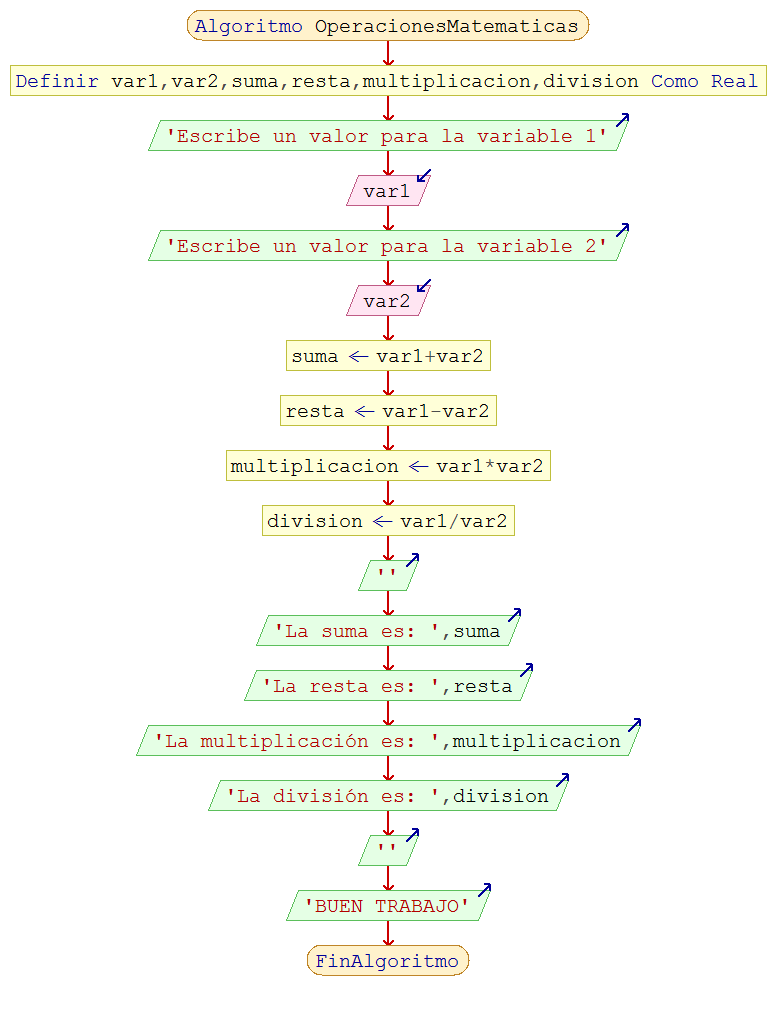 Algoritmo OperacionesMatematicas
Definir var1,var2,suma,resta,multiplicacion,division Como Real
'Escribe un valor para la variable 1'
var1
'Escribe un valor para la variable 2'
var2
suma ← var1+var2
resta ← var1-var2
multiplicacion ← var1*var2
division ← var1/var2
''
'La suma es: ',suma
'La resta es: ',resta
'La multiplicación es: ',multiplicacion
'La división es: ',division
''
'BUEN TRABAJO'
FinAlgoritmo